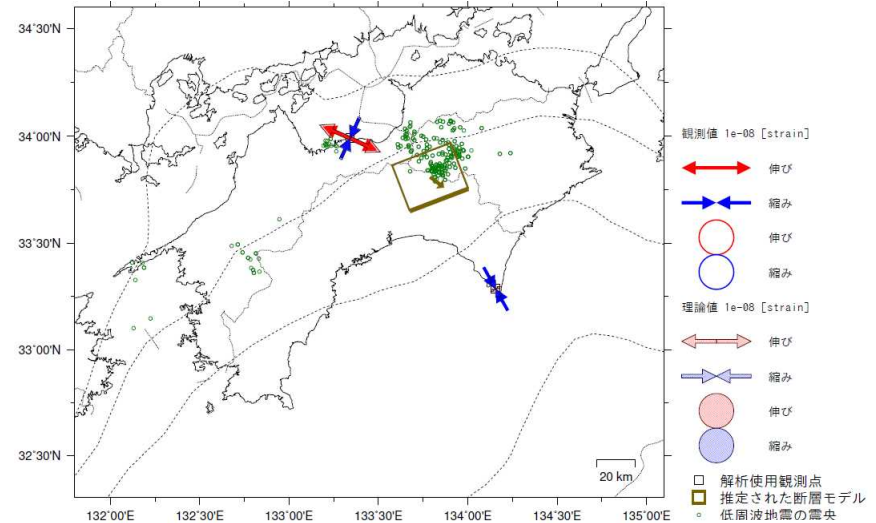 34°30'N
34°00'N
33°30'N
33°00'N
32°30'N
132°00'E
132°30'E
133°00'E
133°30'E
134°00'E
134°30'E
135°00'E
20 km
観測値 1e-08 [strain]
伸び
縮み
伸び
縮み
理論値 1e-08 [strain]
伸び
縮み
伸び
縮み
解析使用観測点
推定された断層モデル
低周波地震の震央